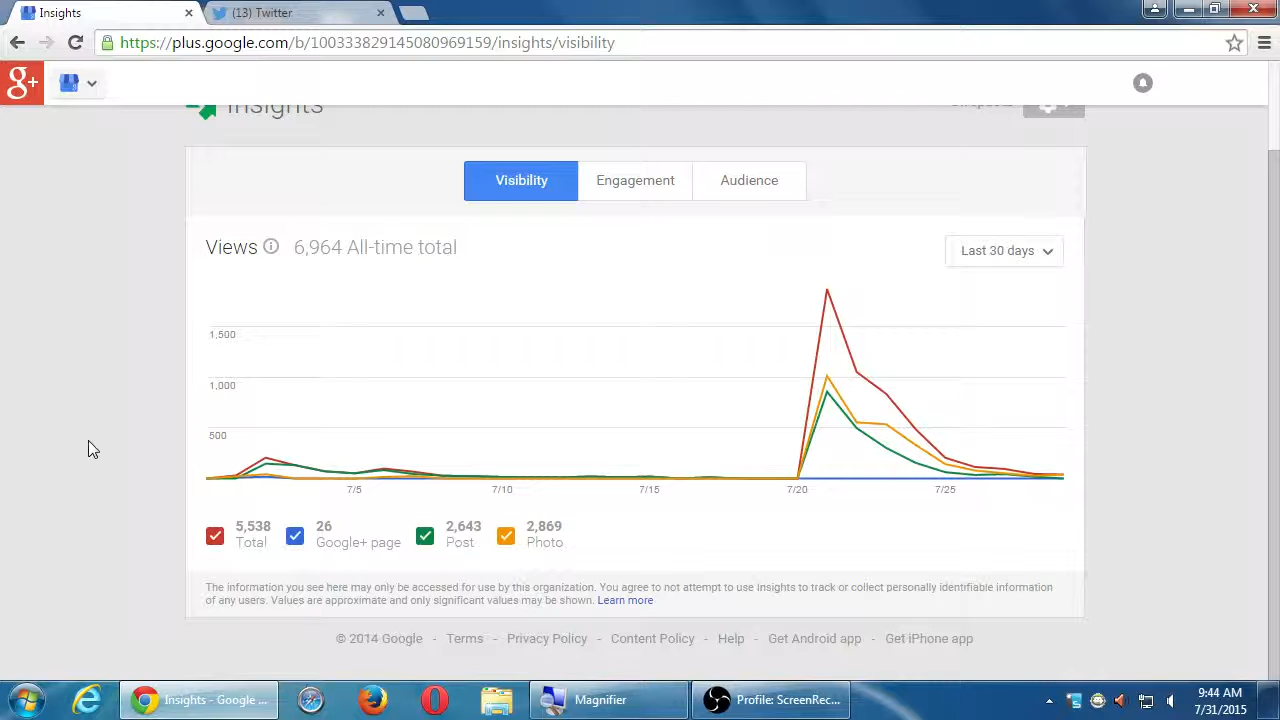 Insights
(13) Twitter
https://plus.google.com/b/100333829145080969159/insights/visibility
g+
Insights
Visibility
Engagement
Audience
Views
6,964 All-time total
Last 30 days
1,500
1,000
500
7/5
7/10
7/15
7/20
7/25
5,538
Total
26
Google+ page
2,643
Post
2,869
Photo
The information you see here may only be accessed for use by this organization. You agree to not attempt to use Insights to track or collect personally identifiable information
of any users. Values are approximate and only significant values may be shown. Learn more
© 2014 Google - Terms - Privacy Policy - Content Policy - Help - Get Android app - Get iPhone app
Insights - Google ...
Magnifier
Profile: ScreenRec...
9:44 AM
7/31/2015